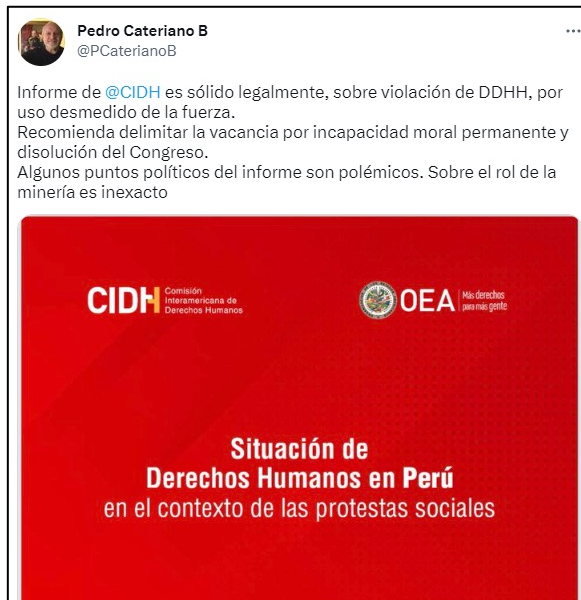 Pedro Cateriano B
@PCaterianoB
Informe de @CIDH es sólido legalmente, sobre violación de DDHH, por
uso desmedido de la fuerza.
Recomienda delimitar la vacancia por incapacidad moral permanente y
disolución del Congreso.
Algunos puntos políticos del informe son polémicos. Sobre el rol de la
minería es inexacto
CIDH Comisión
Interamericana de
Derechos Humanos
OEA Más derechos
para más gente
Situación de
Derechos Humanos en Perú
en el contexto de las protestas sociales